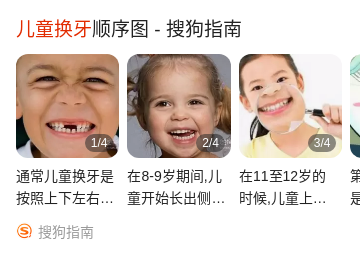 儿童换牙顺序图 - 搜狗指南
1/4
2/4
3/4
通常儿童换牙是
按照上下左右...
在8-9岁期间,儿
童开始长出侧...
在11至12岁的
时候,儿童上...
搜狗指南